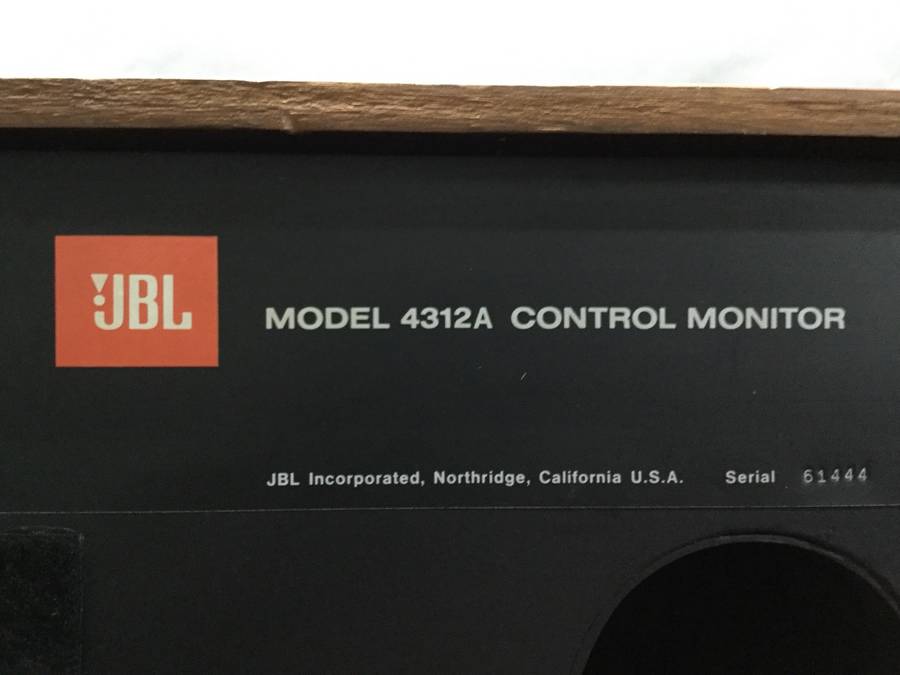 JBL
MODEL 4312A CONTROL MONITOR
JBL Incorporated, Northridge, California U.S.A. Serial 61444